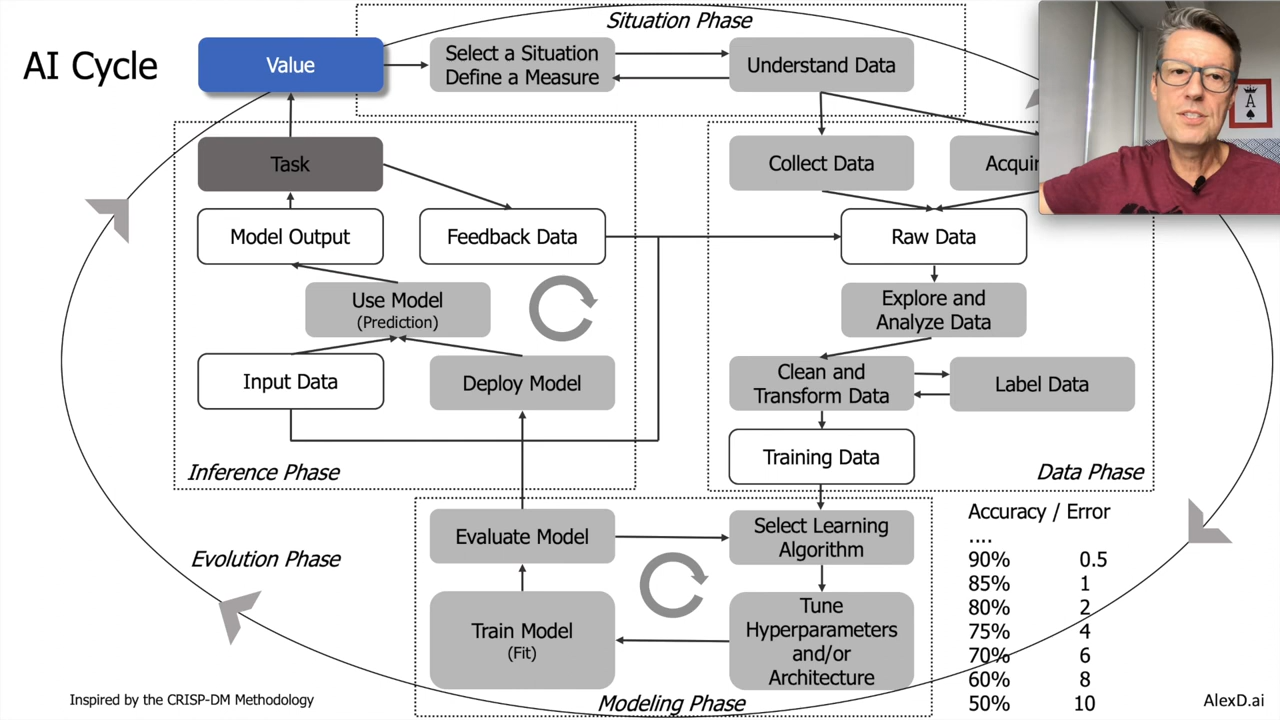 Situation Phase
AI Cycle
Value
Select a Situation
Define a Measure
Understand Data
A
Task
Collect Data
Model Output
Feedback Data
Raw Data
Use Model
(Prediction)
Explore and
Analyze Data
Input Data
Deploy Model
Clean and
Transform Data
Label Data
Training Data
Inference Phase
Data Phase
Evaluate Model
Select Learning
Algorithm
Accuracy / Error
....
90% 0.5
85% 1
80% 2
75% 4
70% 6
60% 8
50% 10
Evolution Phase
Train Model
(Fit)
Tune
Hyperparameters
and/or
Architecture
Modeling Phase
Inspired by the CRISP-DM Methodology
AlexD.ai